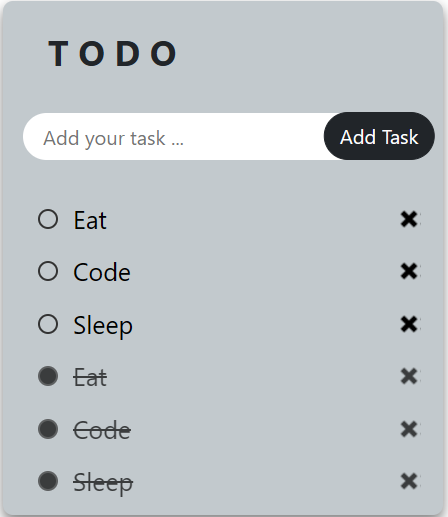 TODO
Add your task ...
Add Task
Eat
Code
Sleep
Eat
Code
Sleep